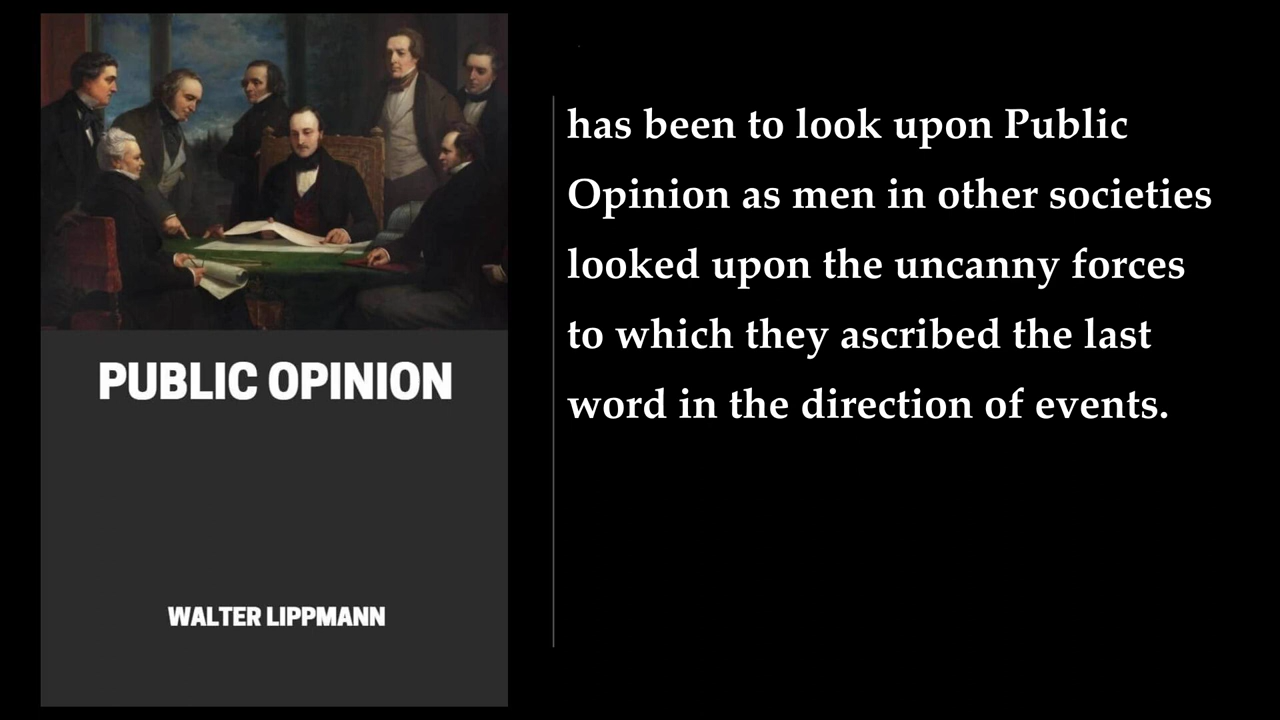 PUBLIC OPINION
WALTER LIPPMANN
has been to look upon Public
Opinion as men in other societies
looked upon the uncanny forces
to which they ascribed the last
word in the direction of events.